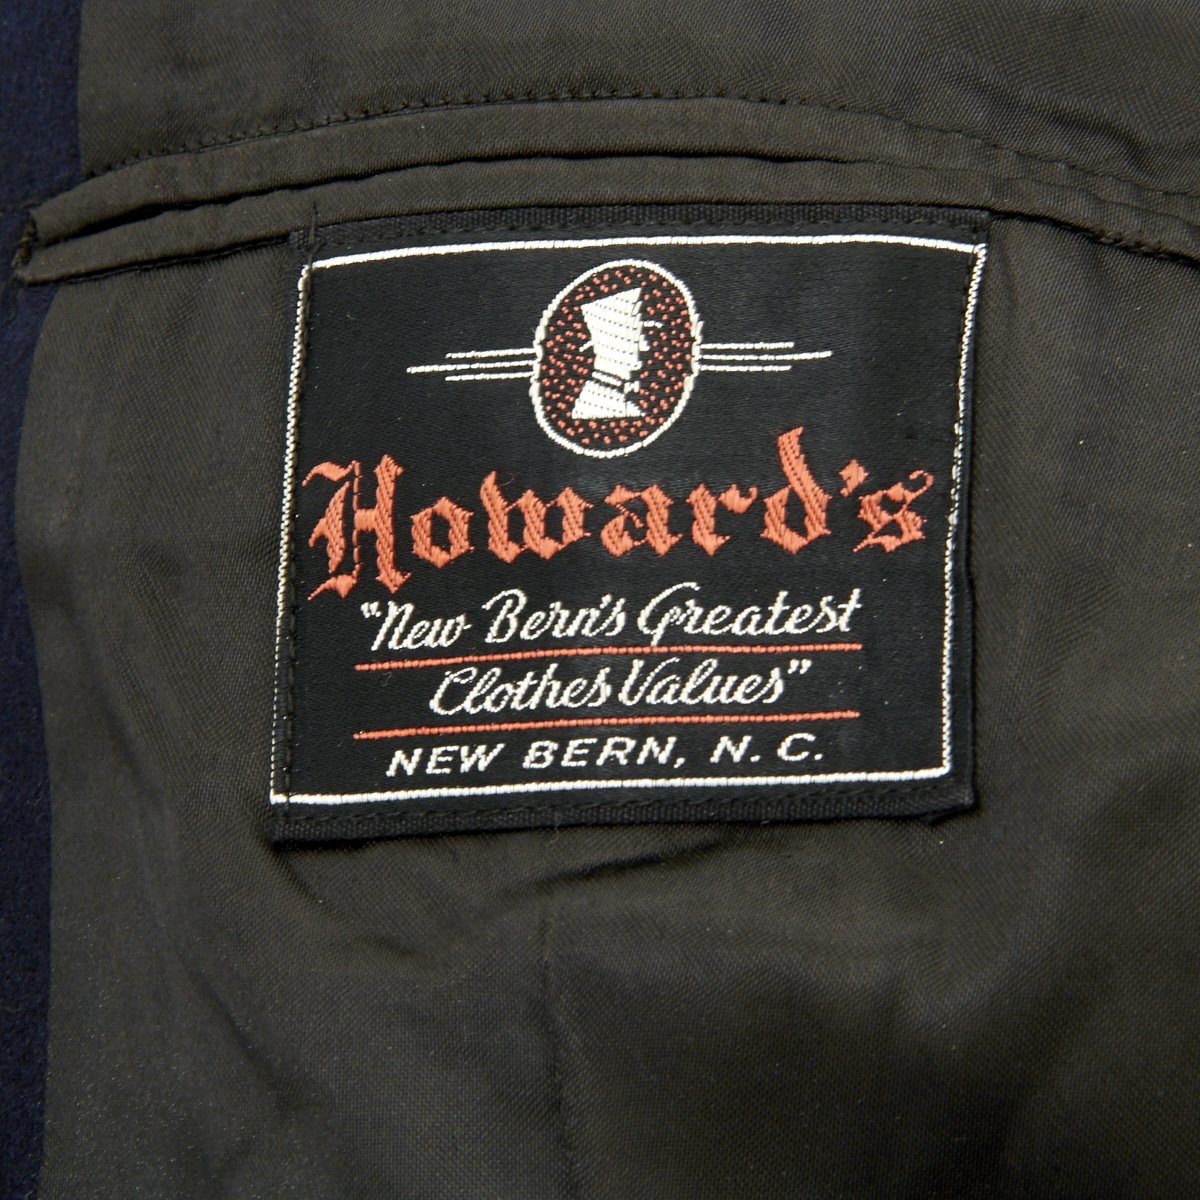 Howard's
"New Bern's Greatest
Clothes Values"
NEW BERN, N. C.